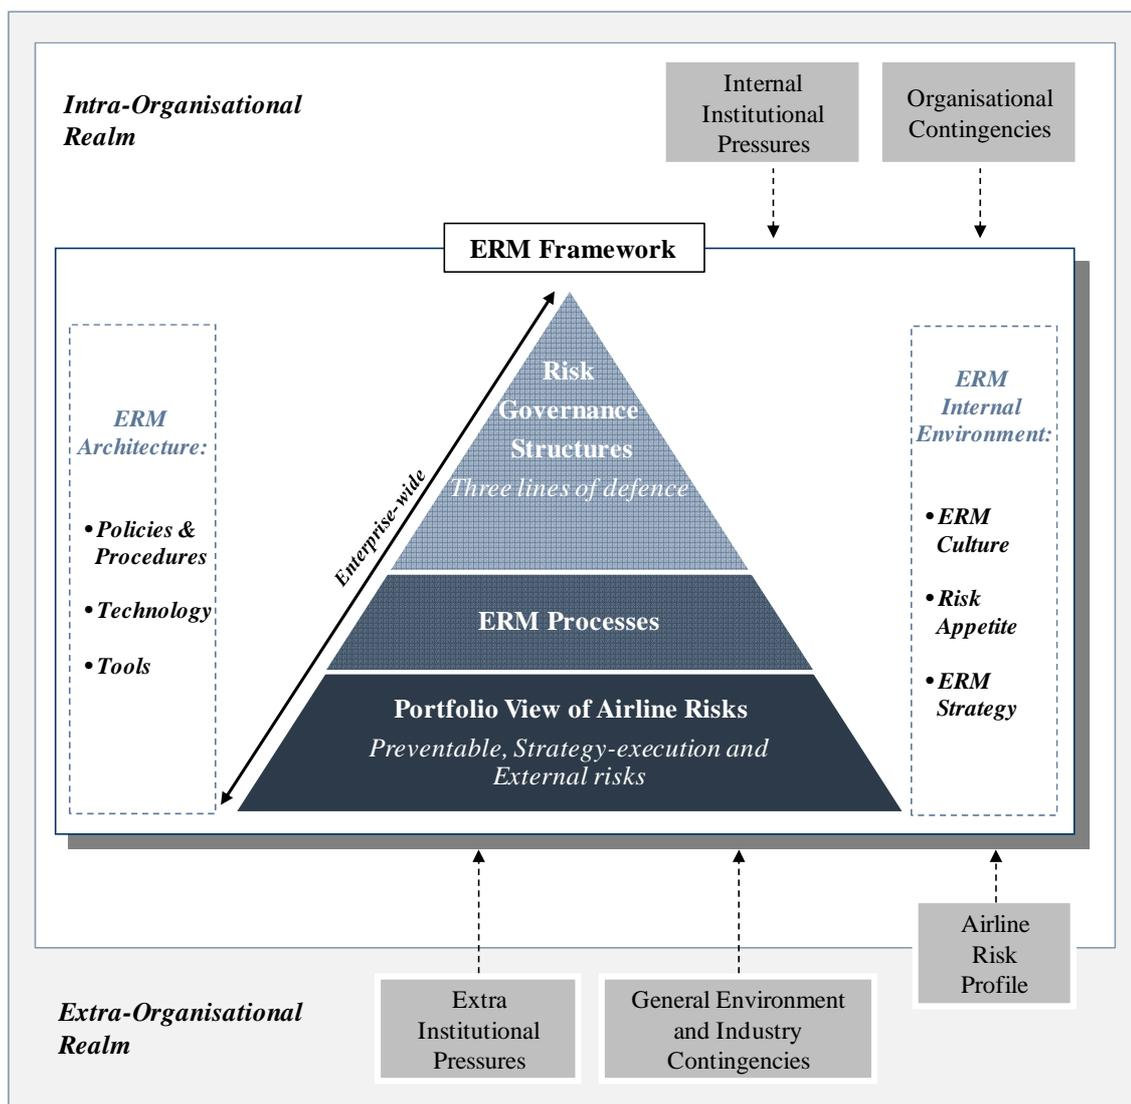 Intra-Organisational
Realm
Internal
Institutional
Pressures
Organisational
Contingencies
ERM Framework
ERM
Architecture:
• Policies &
Procedures
• Technology
• Tools
Enterprise-wide
Risk
Governance
Structures
Three lines of defence
ERM Processes
Portfolio View of Airline Risks
Preventable, Strategy-execution and
External risks
ERM
Internal
Environment:
• ERM
Culture
• Risk
Appetite
• ERM
Strategy
Extra-Organisational
Realm
Extra
Institutional
Pressures
General Environment
and Industry
Contingencies
Airline
Risk
Profile